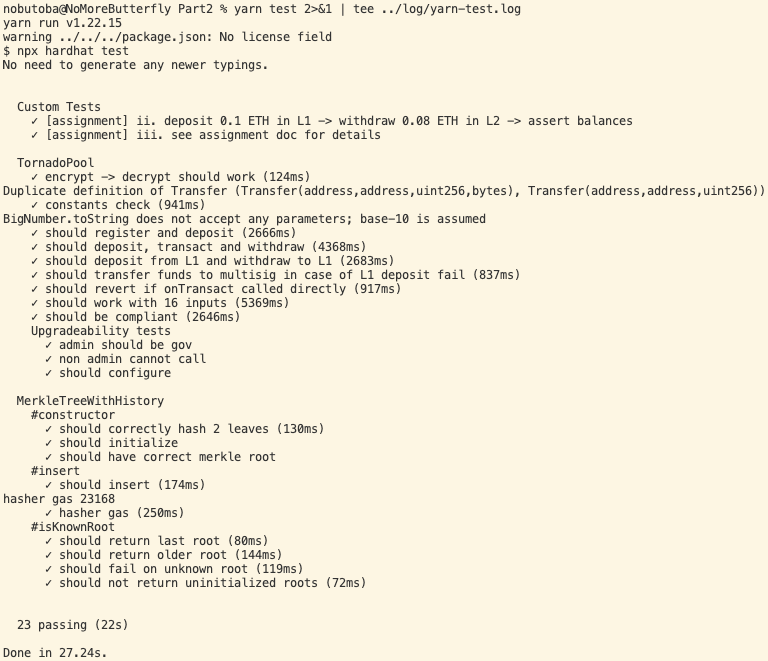 nobutoba@NoMoreButterfly Part2 % yarn test 2>&1 | tee ../log/yarn-test.log
yarn run v1.22.15
warning ../../../package.json: No license field
$ npx hardhat test
No need to generate any newer typings.
Custom Tests
✓ [assignment] ii. deposit 0.1 ETH in L1 -> withdraw 0.08 ETH in L2 -> assert balances
✓ [assignment] iii. see assignment doc for details
TornadoPool
✓ encrypt -> decrypt should work (124ms)
Duplicate definition of Transfer (Transfer(address,address,uint256,bytes), Transfer(address,address,uint256))
✓ constants check (941ms)
BigNumber.toString does not accept any parameters; base-10 is assumed
✓ should register and deposit (2666ms)
✓ should deposit, transact and withdraw (4368ms)
✓ should deposit from L1 and withdraw to L1 (2683ms)
✓ should transfer funds to multisig in case of L1 deposit fail (837ms)
✓ should revert if onTransact called directly (917ms)
✓ should work with 16 inputs (5369ms)
✓ should be compliant (2646ms)
Upgradeability tests
✓ admin should be gov
✓ non admin cannot call
✓ should configure
MerkleTreeWithHistory
#constructor
✓ should correctly hash 2 leaves (130ms)
✓ should initialize
✓ should have correct merkle root
#insert
✓ should insert (174ms)
hasher gas 23168
✓ hasher gas (250ms)
#isKnownRoot
✓ should return last root (80ms)
✓ should return older root (144ms)
✓ should fail on unknown root (119ms)
✓ should not return uninitialized roots (72ms)
23 passing (22s)
Done in 27.24s.